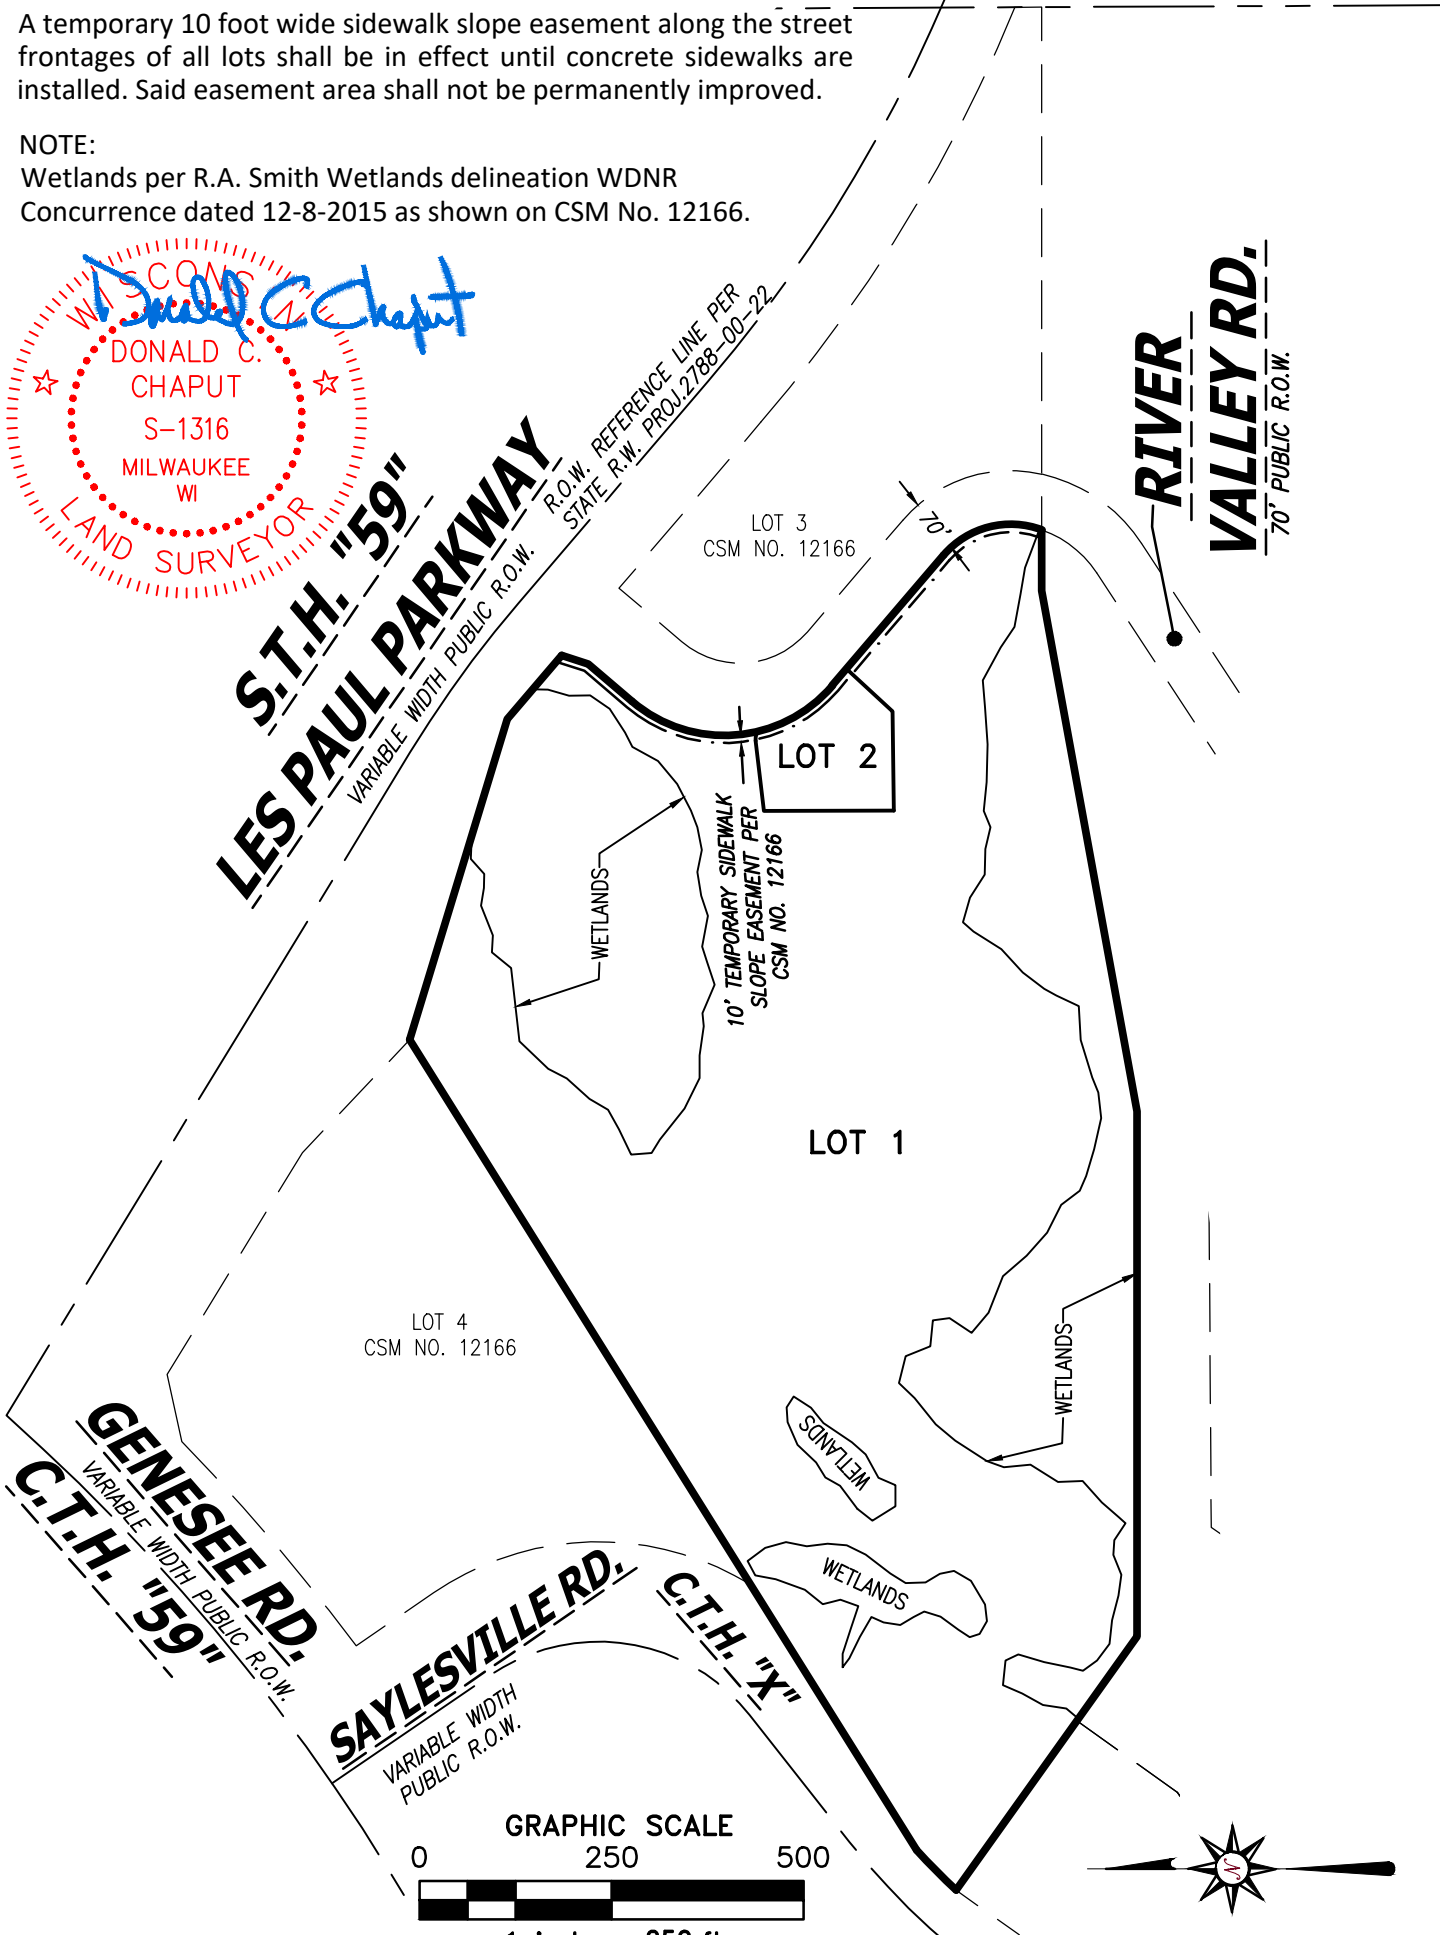 A temporary 10 foot wide sidewalk slope easement along the street
frontages of all lots shall be in effect until concrete sidewalks are
installed. Said easement area shall not be permanently improved.
NOTE:
Wetlands per R.A. Smith Wetlands delineation WDNR
Concurrence dated 12-8-2015 as shown on CSM No. 12166.
WISCONSIN
Donald C Chaput
DONALD C.
CHAPUT
S-1316
MILWAUKEE
WI
LAND SURVEYOR
S.T.H. "59"
LES PAUL PARKWAY
VARIABLE WIDTH PUBLIC R.O.W.
R.O.W. REFERENCE LINE PER
STATE R.W. PROJ.2788-00-22
RIVER
VALLEY RD.
70' PUBLIC R.O.W.
LOT 3
CSM NO. 12166
70'
LOT 2
10' TEMPORARY SIDEWALK
SLOPE EASEMENT PER
CSM NO. 12166
WETLANDS
LOT 1
LOT 4
CSM NO. 12166
WETLANDS
WETLANDS
WETLANDS
GENESEE RD.
VARIABLE WIDTH PUBLIC R.O.W.
C.T.H. "59"
SAYLESVILLE RD.
C.T.H. "X"
VARIABLE WIDTH
PUBLIC R.O.W.
GRAPHIC SCALE
0 250 500
N